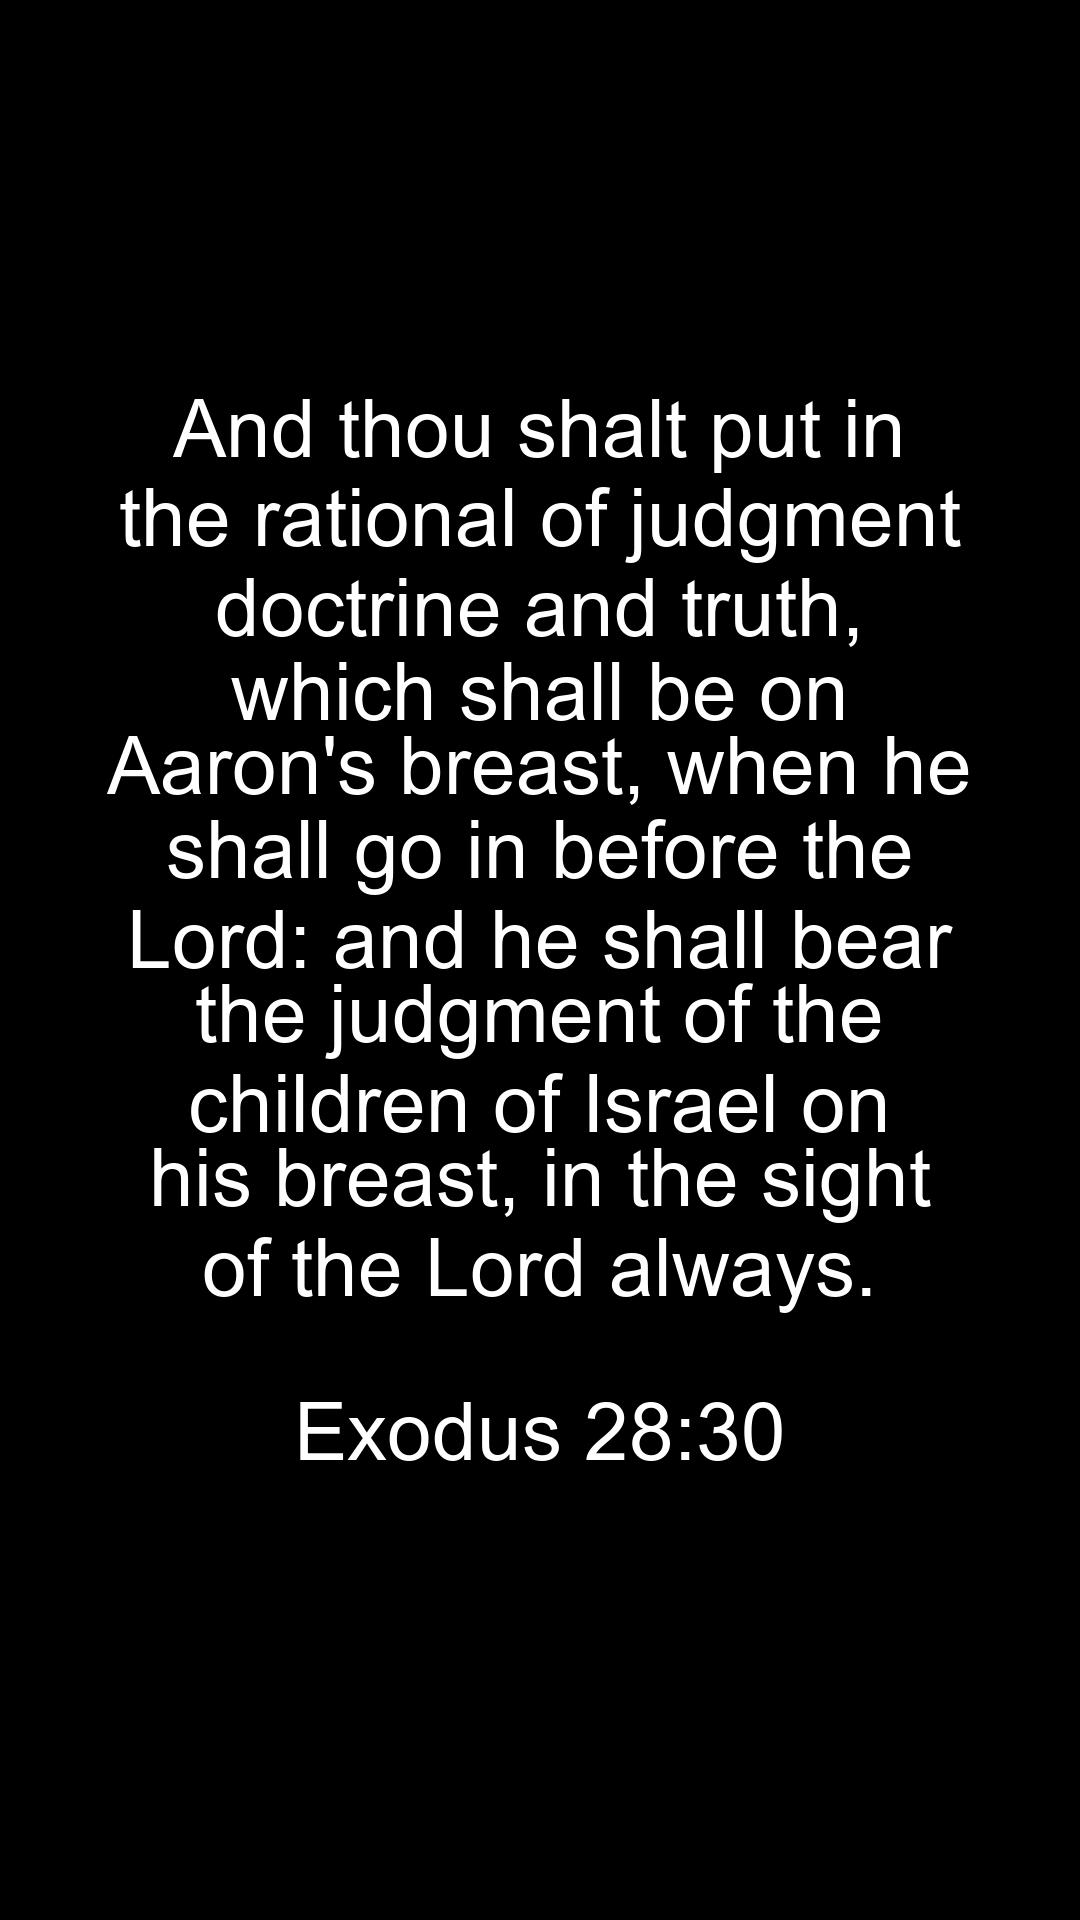 And thou shalt put in
the rational of judgment
doctrine and truth,
which shall be on
Aaron's breast, when he
shall go in before the
Lord: and he shall bear
the judgment of the
children of Israel on
his breast, in the sight
of the Lord always.
Exodus 28:30